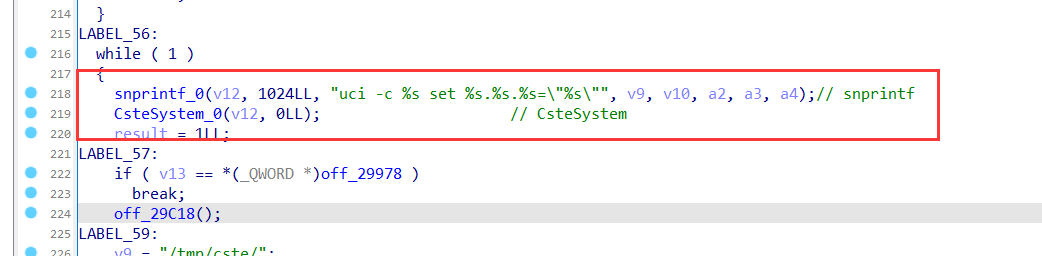 214 }
215 LABEL_56:
216 while ( 1 )
217 {
218 snprintf_0(v12, 1024LL, "uci -c %s set %s.%s.%s=\"%s\"", v9, v10, a2, a3, a4);// snprintf
219 CsteSystem_0(v12, 0LL); // CsteSystem
220 result = 1LL;
221 LABEL_57:
222 if ( v13 == *(_QWORD *)off_29978 )
223 break;
224 off_29C18();
225 LABEL_59:
226 v9 = "/tmp/cste/";